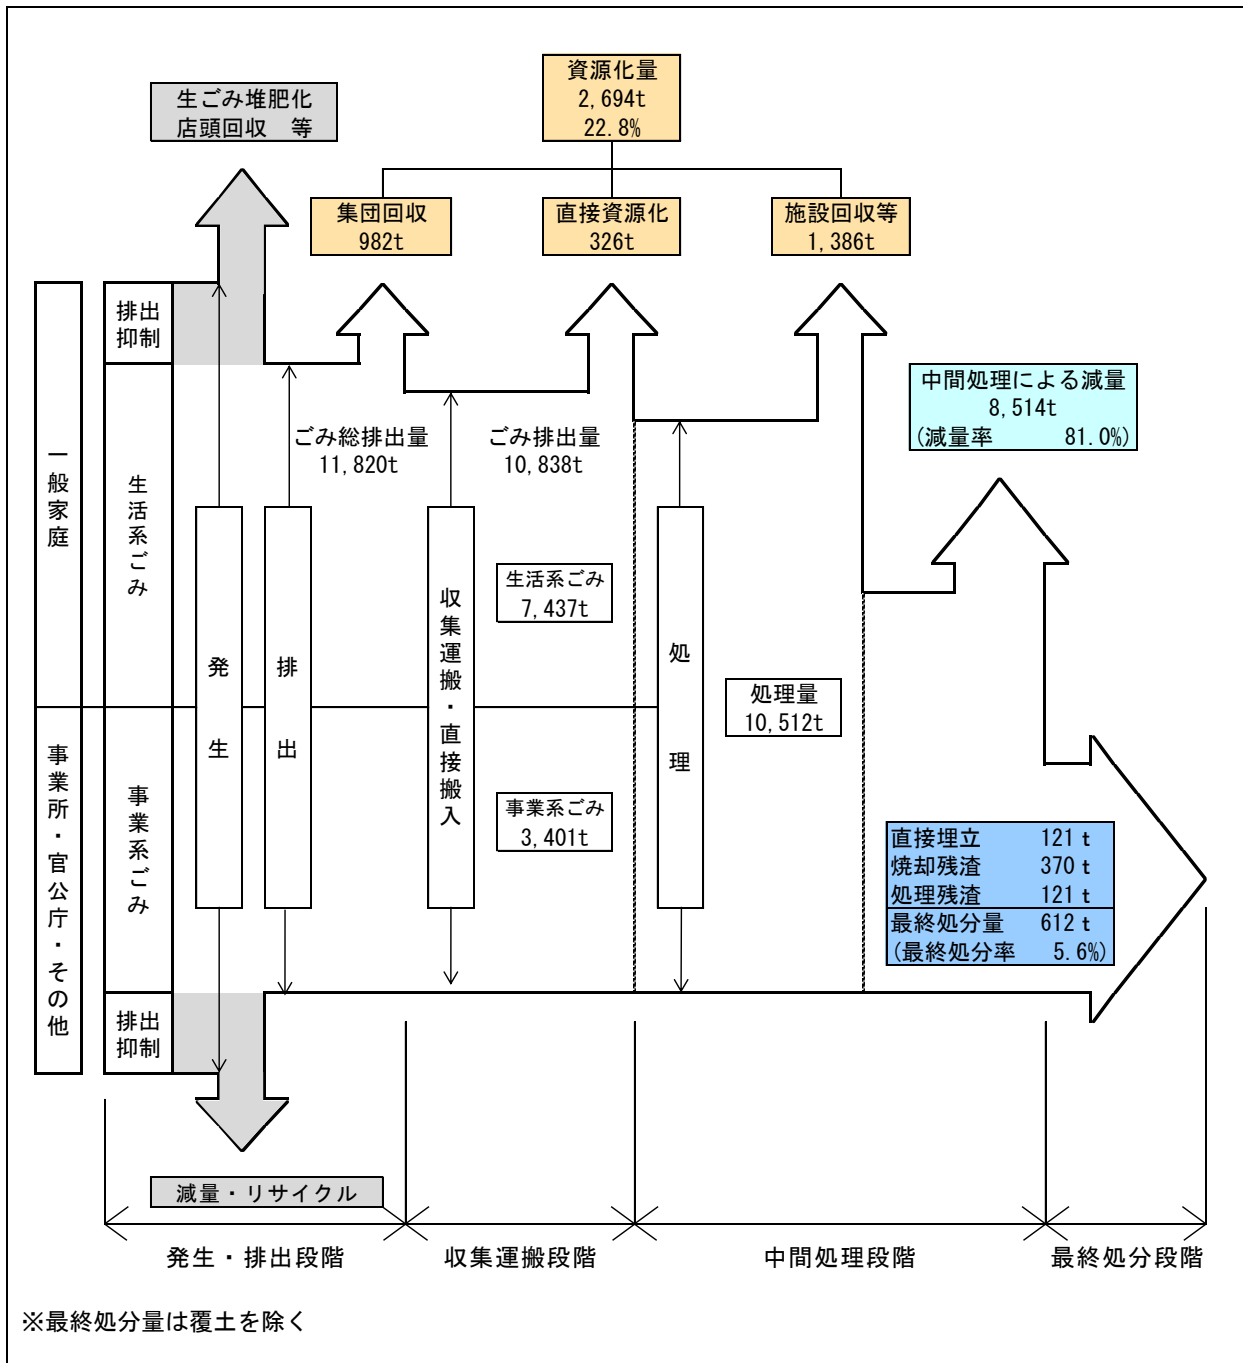 資源化量
2,694t
22.8%
生ごみ堆肥化
店頭回収　等
集団回収
982t
直接資源化
326t
施設回収等
1,386t
排出
抑制
中間処理による減量
8,514t
(減量率　81.0%)
ごみ総排出量
11,820t
ごみ排出量
10,838t
一般家庭
生活系ごみ
発生
排出
収集運搬・直接搬入
生活系ごみ
7,437t
処理
処理量
10,512t
事業所・官公庁・その他
事業系ごみ
事業系ごみ
3,401t
直接埋立　121 t
焼却残渣　370 t
処理残渣　121 t
最終処分量　612 t
(最終処分率　5.6%)
排出
抑制
減量・リサイクル
発生・排出段階
収集運搬段階
中間処理段階
最終処分段階
※最終処分量は覆土を除く